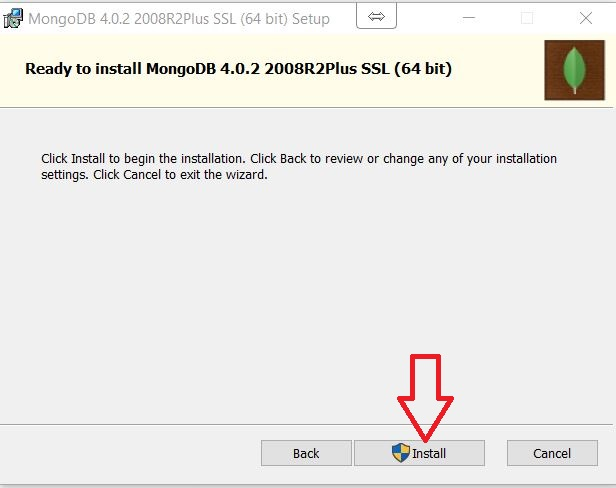 MongoDB 4.0.2 2008R2Plus SSL (64 bit) Setup
Ready to install MongoDB 4.0.2 2008R2Plus SSL (64 bit)
Click Install to begin the installation. Click Back to review or change any of your installation
settings. Click Cancel to exit the wizard.
Back Install Cancel